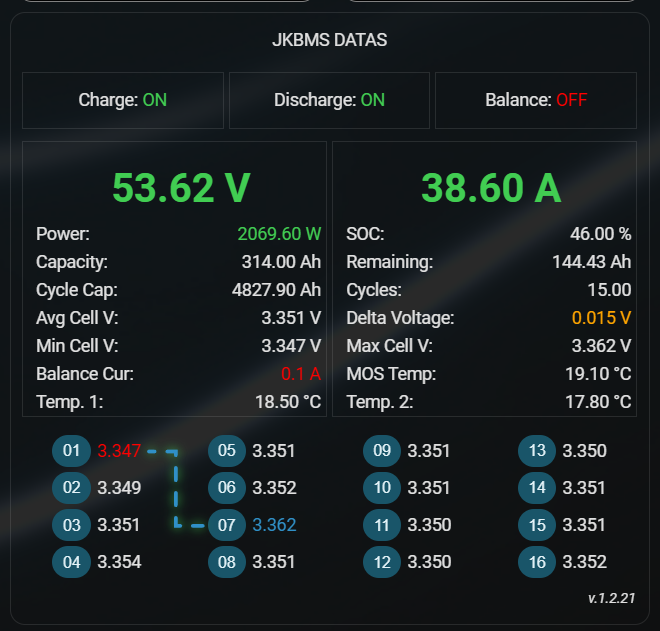 JKBMS DATAS
Charge: ON Discharge: ON Balance: OFF
53.62 V 38.60 A
Power: 2069.60 W SOC: 46.00 %
Capacity: 314.00 Ah Remaining: 144.43 Ah
Cycle Cap: 4827.90 Ah Cycles: 15.00
Avg Cell V: 3.351 V Delta Voltage: 0.015 V
Min Cell V: 3.347 V Max Cell V: 3.362 V
Balance Cur: 0.1 A MOS Temp: 19.10 °C
Temp. 1: 18.50 °C Temp. 2: 17.80 °C
01 3.347 05 3.351 09 3.351 13 3.350
02 3.349 06 3.352 10 3.351 14 3.351
03 3.351 07 3.362 11 3.350 15 3.351
04 3.354 08 3.351 12 3.350 16 3.352
v.1.2.21